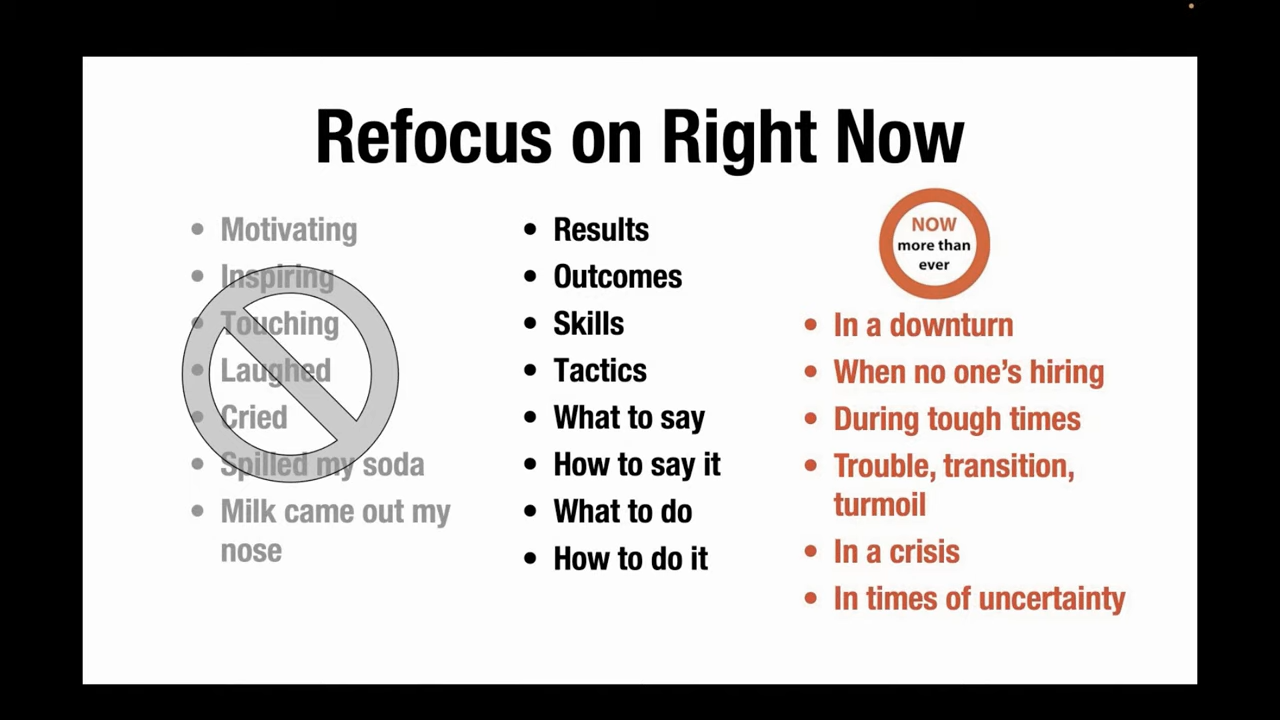 Refocus on Right Now
• Motivating
• Inspiring
• Touching
• Laughed
• Cried
• Spilled my soda
• Milk came out my
nose
• Results
• Outcomes
• Skills
• Tactics
• What to say
• How to say it
• What to do
• How to do it
NOW
more than
ever
• In a downturn
• When no one’s hiring
• During tough times
• Trouble, transition,
turmoil
• In a crisis
• In times of uncertainty